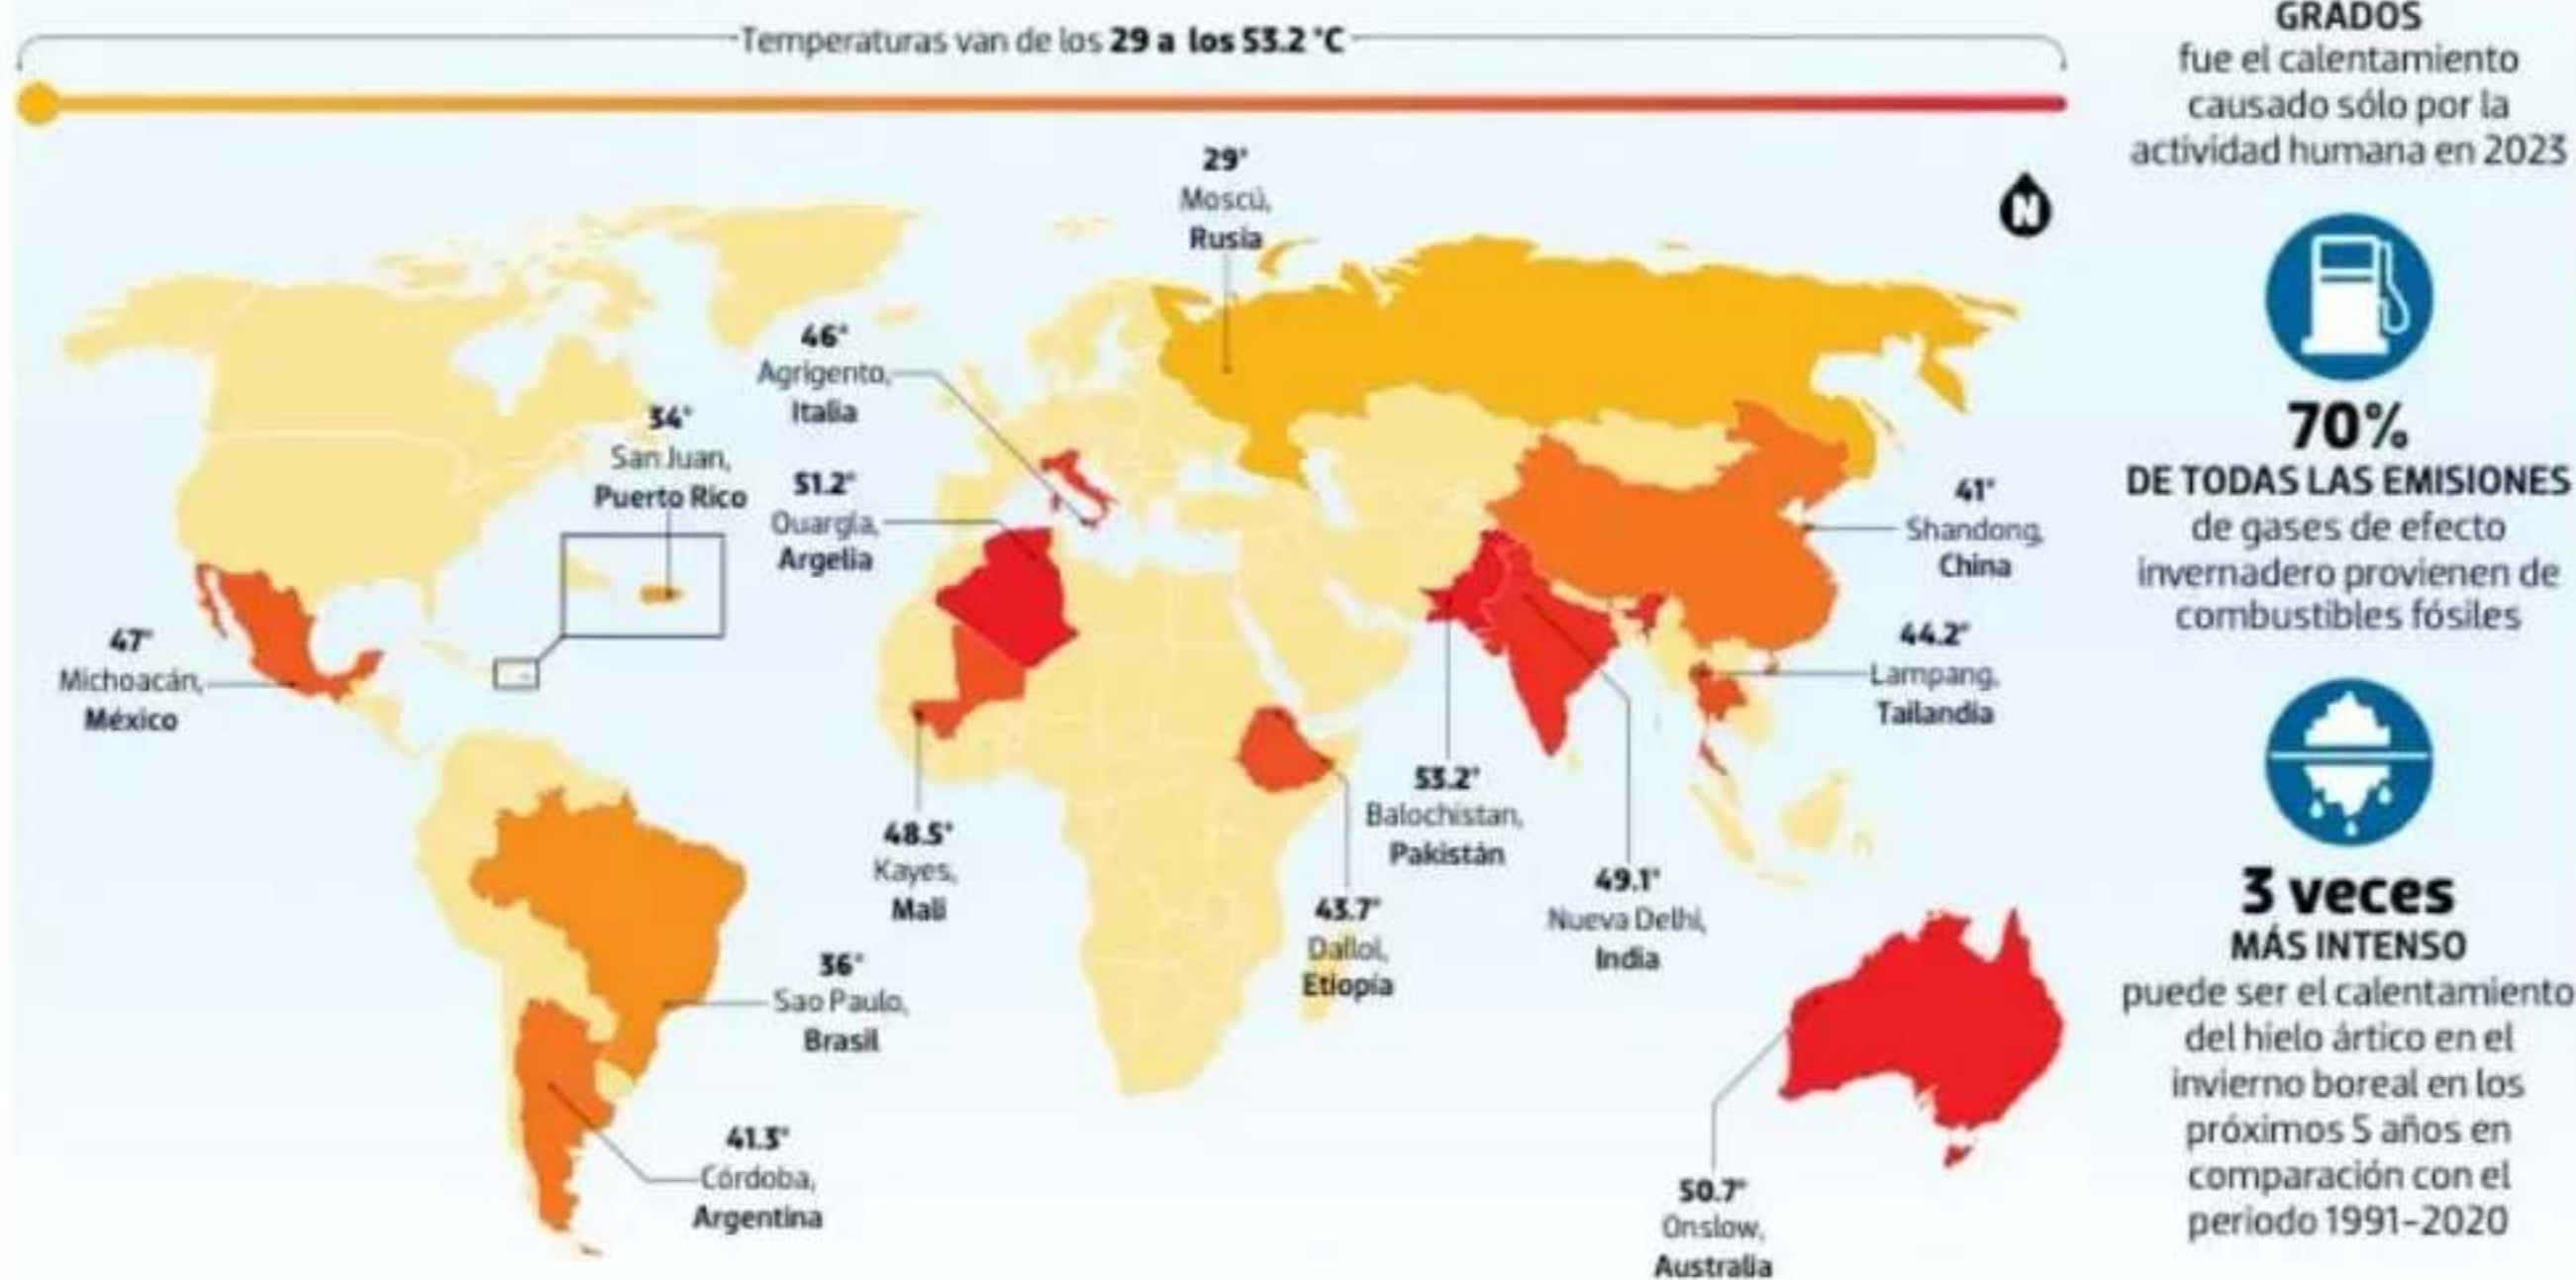 Temperaturas van de los 29 a los 53.2 °C
29°
Moscú,
Rusia
N
46°
Agrigento,
Italia
34°
San Juan,
Puerto Rico
51.2°
Ouargla,
Argelia
41°
Shandong,
China
47°
Michoacán,
México
44.2°
Lampang,
Tailandia
48.5°
Kayes,
Mali
53.2°
Balochistan,
Pakistán
49.1°
Nueva Delhi,
India
43.7°
Dallol,
Etiopía
36°
Sao Paulo,
Brasil
41.3°
Córdoba,
Argentina
50.7°
Onslow,
Australia
GRADOS
fue el calentamiento
causado sólo por la
actividad humana en 2023
70%
DE TODAS LAS EMISIONES
de gases de efecto
invernadero provienen de
combustibles fósiles
3 veces
MÁS INTENSO
puede ser el calentamiento
del hielo ártico en el
invierno boreal en los
próximos 5 años en
comparación con el
periodo 1991-2020